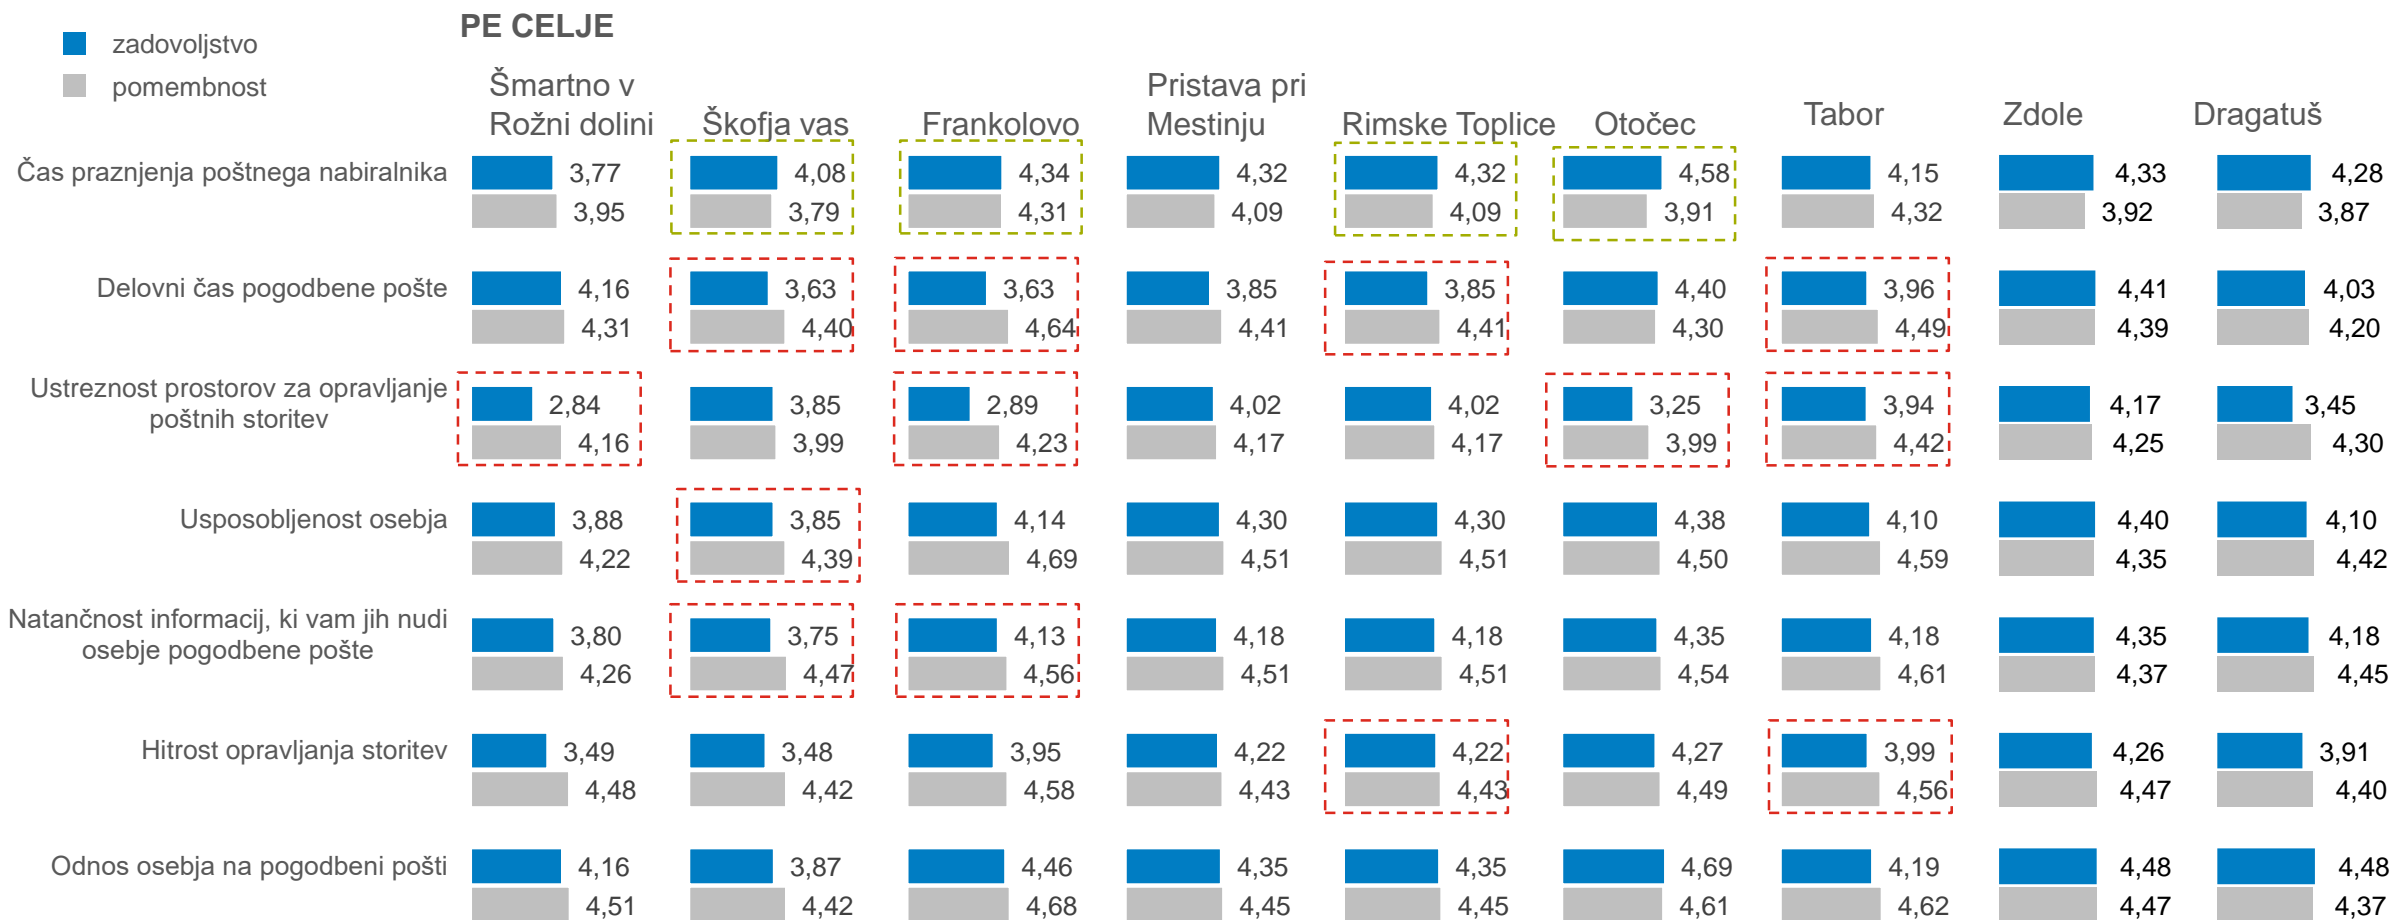 PE CELJE
zadovoljstvo
pomembnost
Šmartno v
Rožni dolini
Škofja vas
Frankolovo
Pristava pri
Mestinju
Rimske Toplice
Otočec
Tabor
Zdole
Dragatuš
Čas praznjenja poštnega nabiralnika
3,77 4,08 4,34 4,32 4,32 4,58 4,15 4,33 4,28
3,95 3,79 4,31 4,09 4,09 3,91 4,32 3,92 3,87
Delovni čas pogodbene pošte
4,16 3,63 3,63 3,85 3,85 4,40 3,96 4,41 4,03
4,31 4,40 4,64 4,41 4,41 4,30 4,49 4,39 4,20
Ustreznost prostorov za opravljanje
poštnih storitev
2,84 3,85 2,89 4,02 4,02 3,25 3,94 4,17 3,45
4,16 3,99 4,23 4,17 4,17 3,99 4,42 4,25 4,30
Usposobljenost osebja
3,88 3,85 4,14 4,30 4,30 4,38 4,10 4,40 4,10
4,22 4,39 4,69 4,51 4,51 4,50 4,59 4,35 4,42
Natančnost informacij, ki vam jih nudi
osebje pogodbene pošte
3,80 3,75 4,13 4,18 4,18 4,35 4,18 4,35 4,18
4,26 4,47 4,56 4,51 4,51 4,54 4,61 4,37 4,45
Hitrost opravljanja storitev
3,49 3,48 3,95 4,22 4,22 4,27 3,99 4,26 3,91
4,48 4,42 4,58 4,43 4,43 4,49 4,56 4,47 4,40
Odnos osebja na pogodbeni pošti
4,16 3,87 4,46 4,35 4,35 4,69 4,19 4,48 4,48
4,51 4,42 4,68 4,45 4,45 4,61 4,62 4,47 4,37